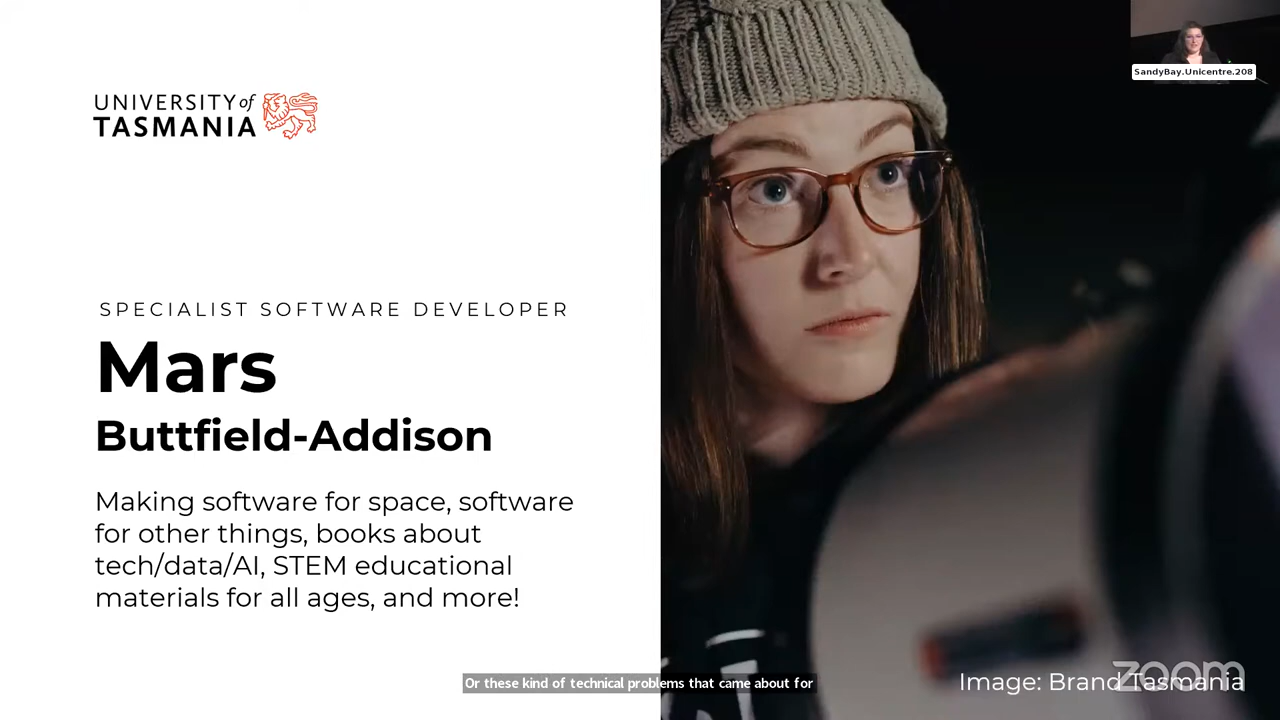 UNIVERSITY of
TASMANIA
SandyBay.Unicentre.208
SPECIALIST SOFTWARE DEVELOPER
Mars
Buttfield-Addison
Making software for space, software
for other things, books about
tech/data/AI, STEM educational
materials for all ages, and more!
Or these kind of technical problems that came about for
Image: Brand Tasmania
zoom